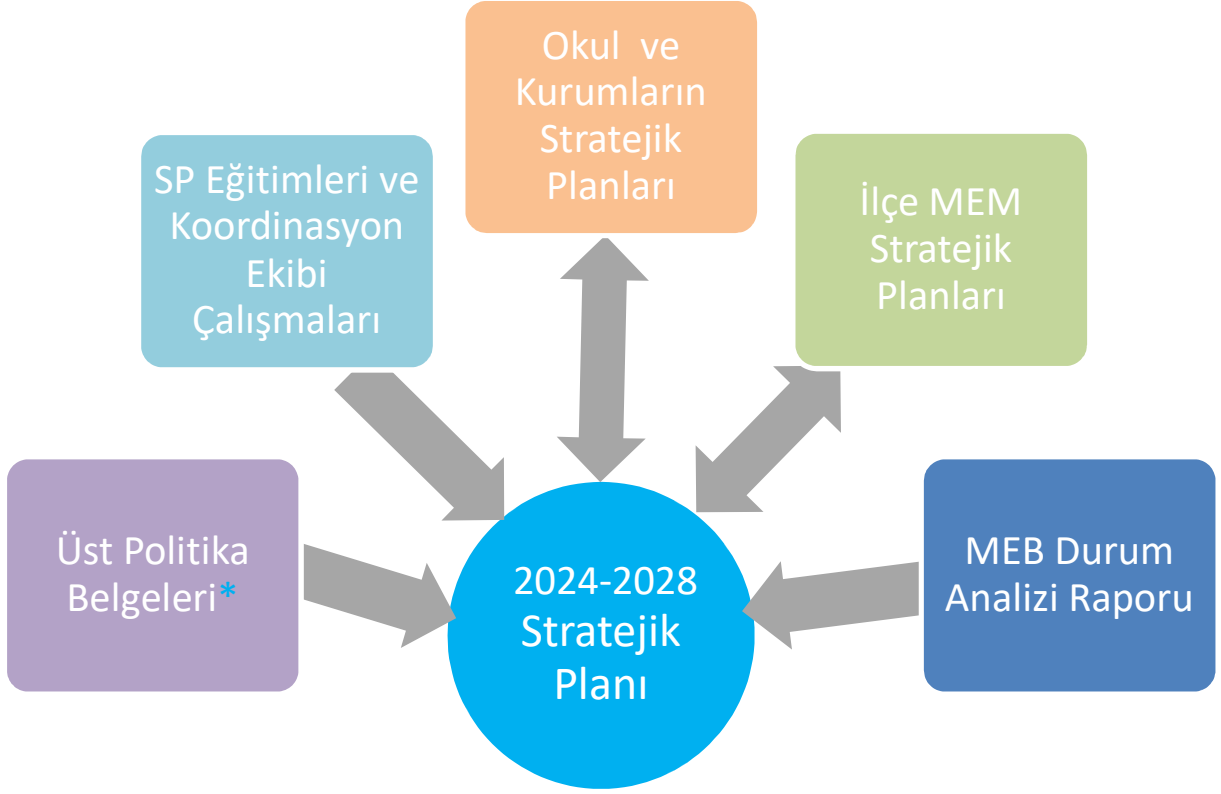 Okul ve
Kurumların
Stratejik
Planları
SP Eğitimleri ve
Koordinasyon
Ekibi
Çalışmaları
İlçe MEM
Stratejik
Planları
Üst Politika
Belgeleri*
2024-2028
Stratejik
Planı
MEB Durum
Analizi Raporu